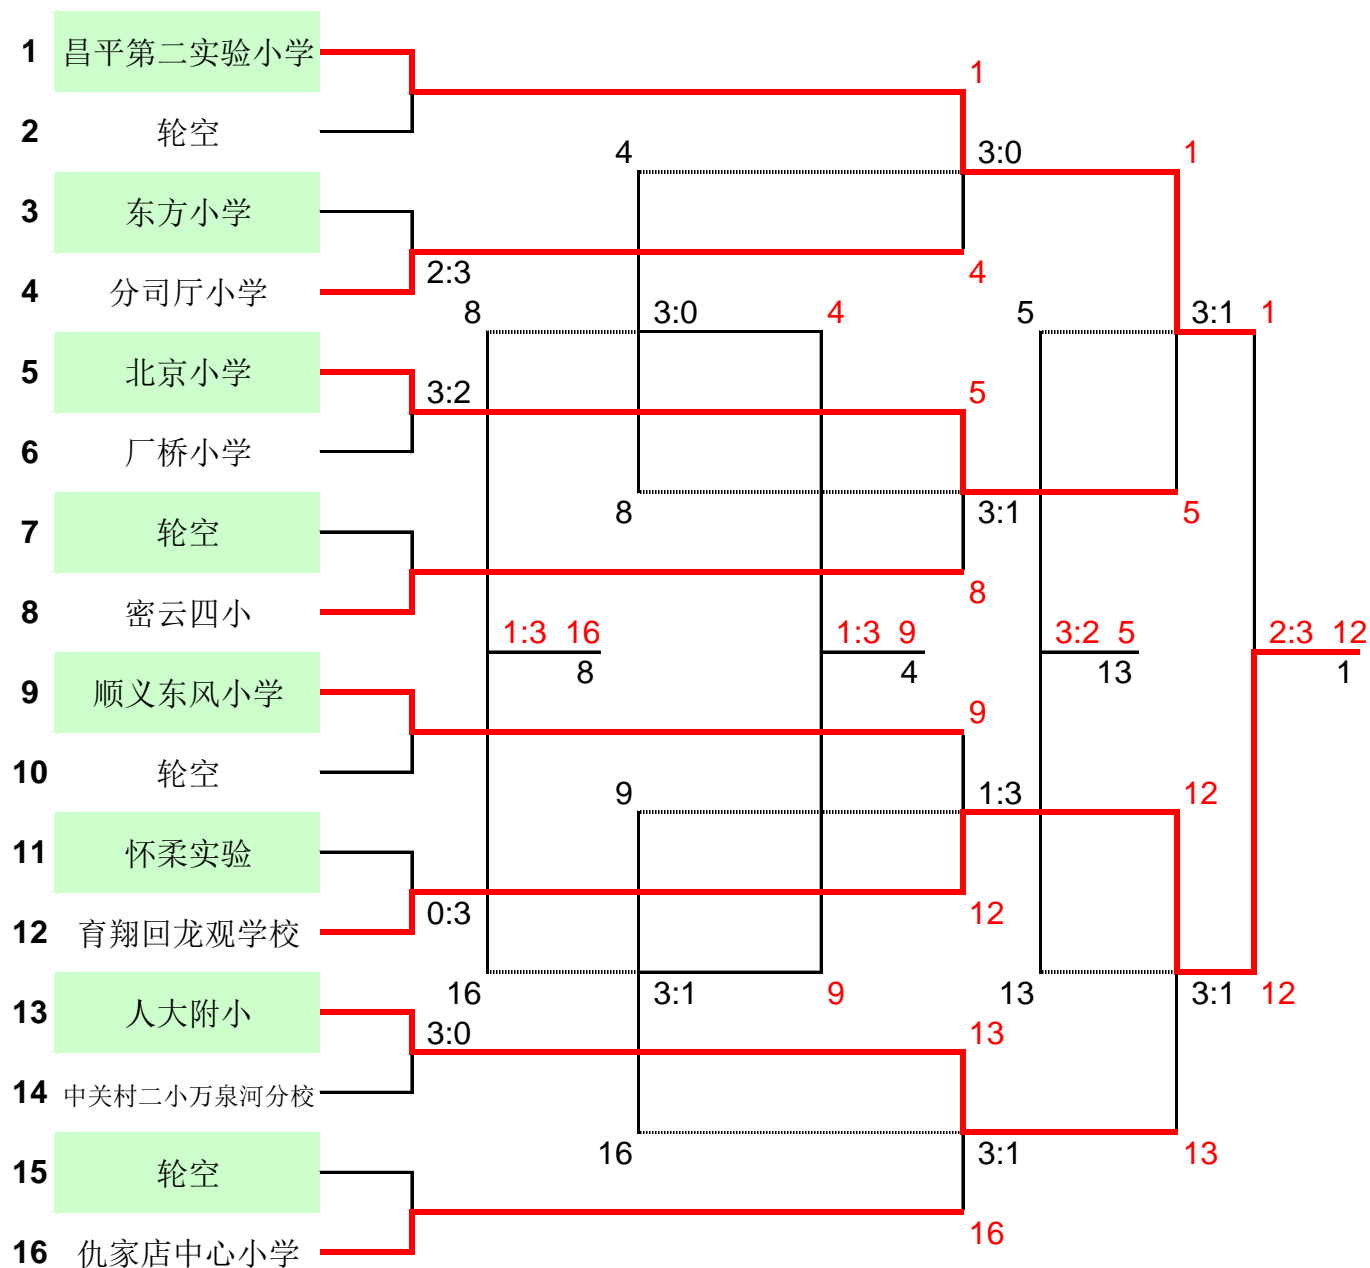 1 昌平第二实验小学
1
2 轮空
4
3:0
1
3 东方小学
2:3
4
4 分司厅小学
8
3:0
4
5
3:1
1
5 北京小学
3:2
5
6 厂桥小学
8
3:1
5
7 轮空
8
8 密云四小
1:3 16
1:3 9
3:2 5
2:3 12
8
4
13
1
9 顺义东风小学
9
10 轮空
9
1:3
12
11 怀柔实验
0:3
12
12 育翔回龙观学校
16
3:1
9
13
3:1
12
13 人大附小
3:0
13
14 中关村二小万泉河分校
16
3:1
13
15 轮空
16
16 仇家店中心小学